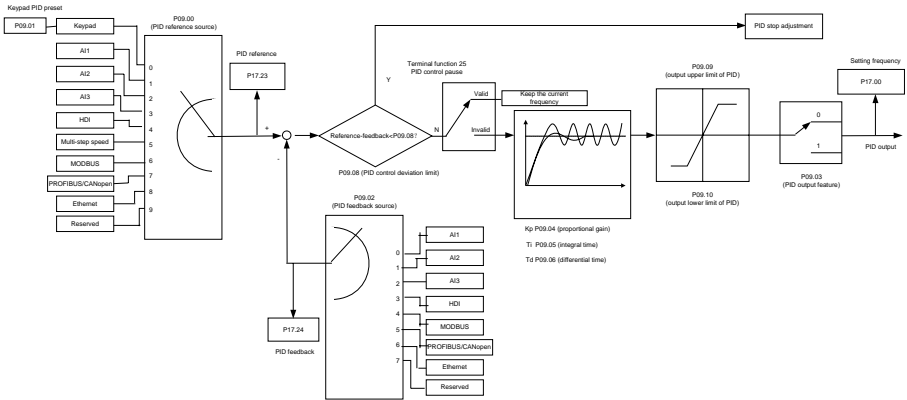 Keypad PID preset
P09.01
Keypad
AI1
AI2
AI3
HDI
Multi-step speed
MODBUS
PROFIBUS/CANopen
Ethernet
Reserved
P09.00
(PID reference source)
0
1
2
3
4
5
6
7
8
9
PID reference
P17.23
+
-
Reference-feedback<P09.08?
P09.08 (PID control deviation limit)
Y
N
PID stop adjustment
Terminal function 25
PID control pause
Valid
Invalid
Keep the current
frequency
Kp P09.04 (proportional gain)
Ti P09.05 (integral time)
Td P09.06 (differential time)
P09.09
(output upper limit of PID)
P09.10
(output lower limit of PID)
Setting frequency
P17.00
0
1
PID output
P09.03
(PID output feature)
P09.02
(PID feedback source)
0
1
2
3
4
5
6
7
AI1
AI2
AI3
HDI
MODBUS
PROFIBUS/CANopen
Ethernet
Reserved
P17.24
PID feedback